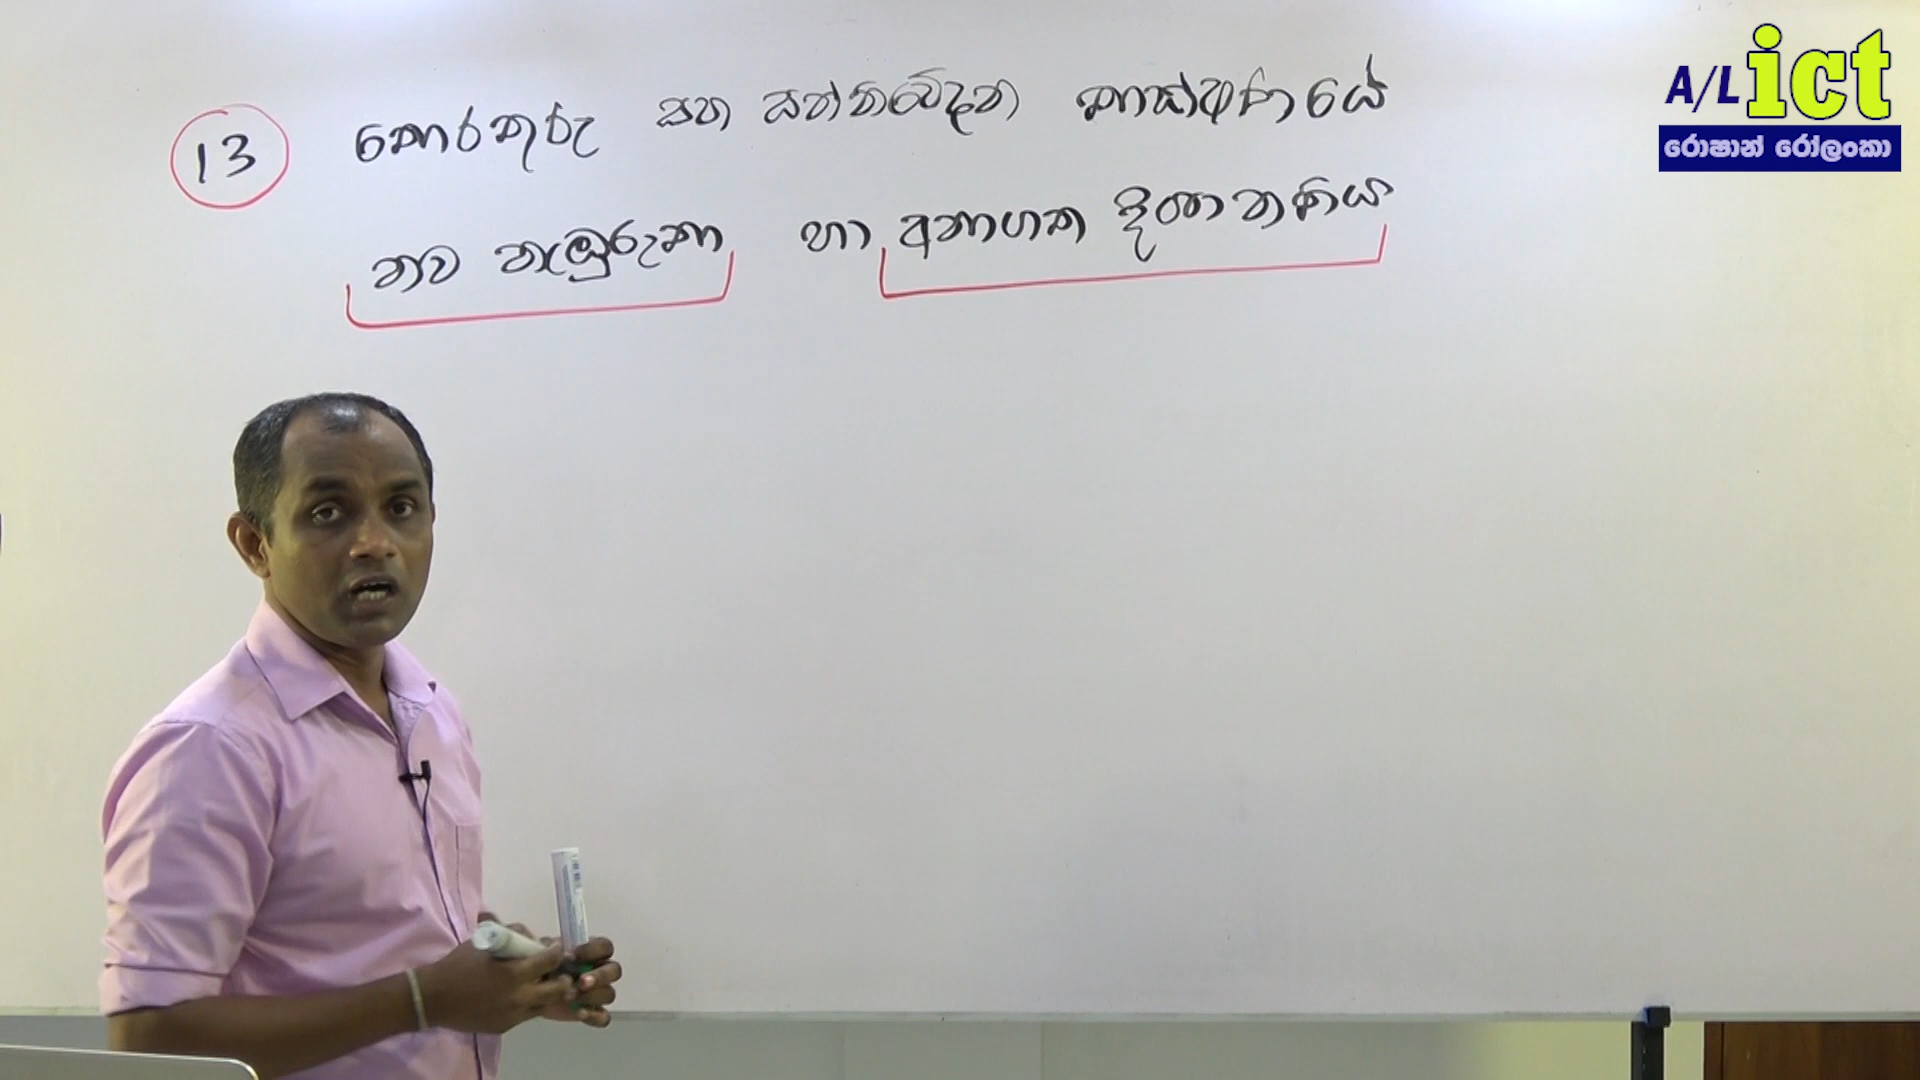 A/L ict
රොෂාන් රෝලංකා
13 තොරතුරු සහ සන්නිවේදන තාක්ෂණයේ
නව නැඹුරුතා හා අනාගත දිශානතිය